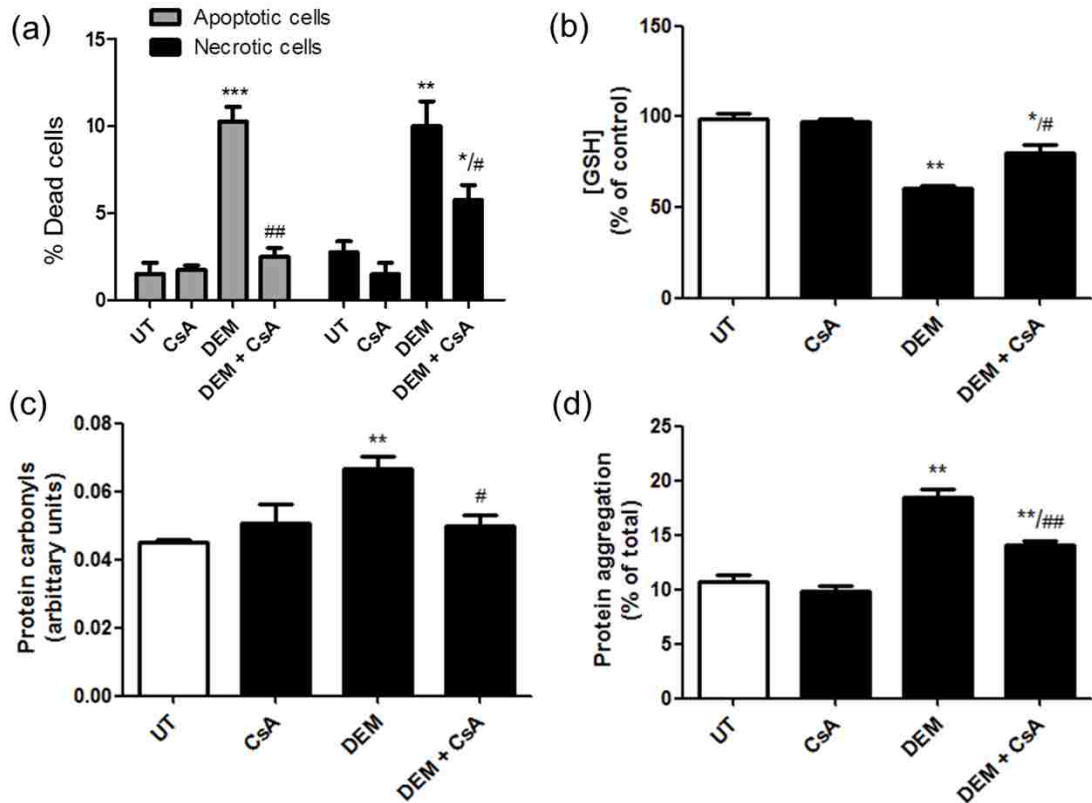 (a)
Apoptotic cells
Necrotic cells
% Dead cells
15
10
5
0
***
##
**
*/#
UT
CsA
DEM
DEM + CsA
UT
CsA
DEM
DEM + CsA
(b)
[GSH]
(% of control)
150
100
50
0
**
*/#
UT
CsA
DEM
DEM + CsA
(c)
Protein carbonyls
(arbittary units)
0.08
0.06
0.04
0.02
0.00
**
#
UT
CsA
DEM
DEM + CsA
(d)
Protein aggregation
(% of total)
25
20
15
10
5
0
**
**/##
UT
CsA
DEM
DEM + CsA